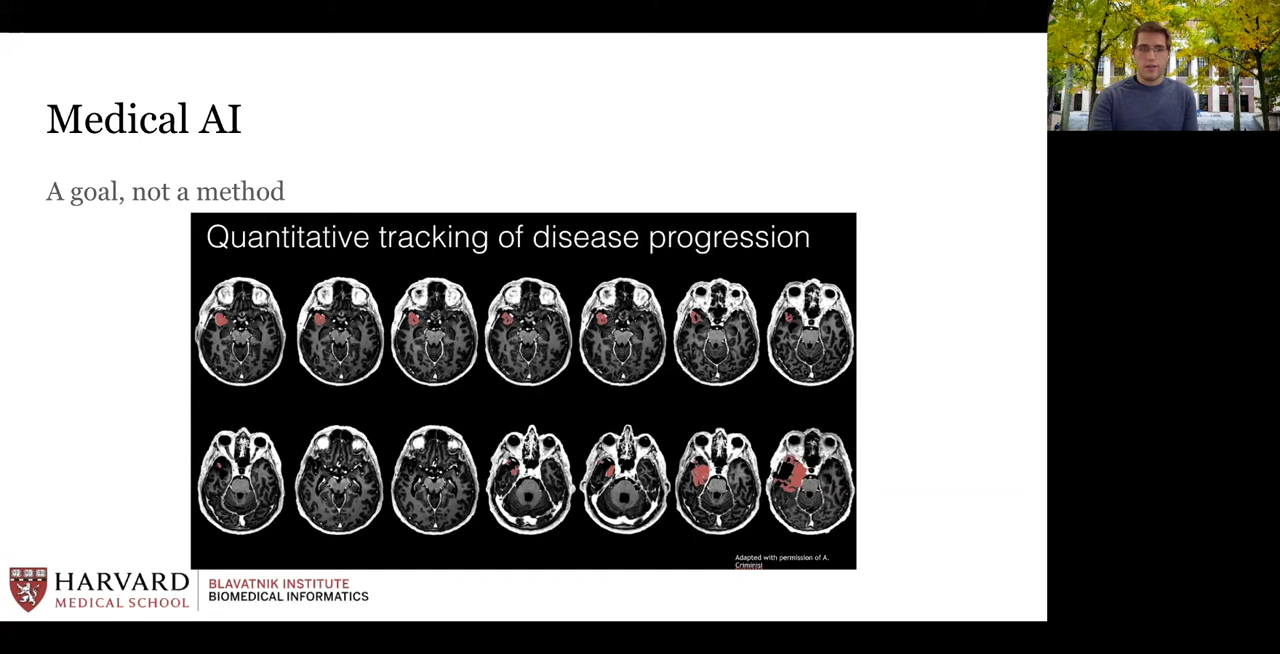 Medical AI
A goal, not a method
Quantitative tracking of disease progression
Adapted with permission of A.
Criminisi
HARVARD
MEDICAL SCHOOL
BLAVATNIK INSTITUTE
BIOMEDICAL INFORMATICS